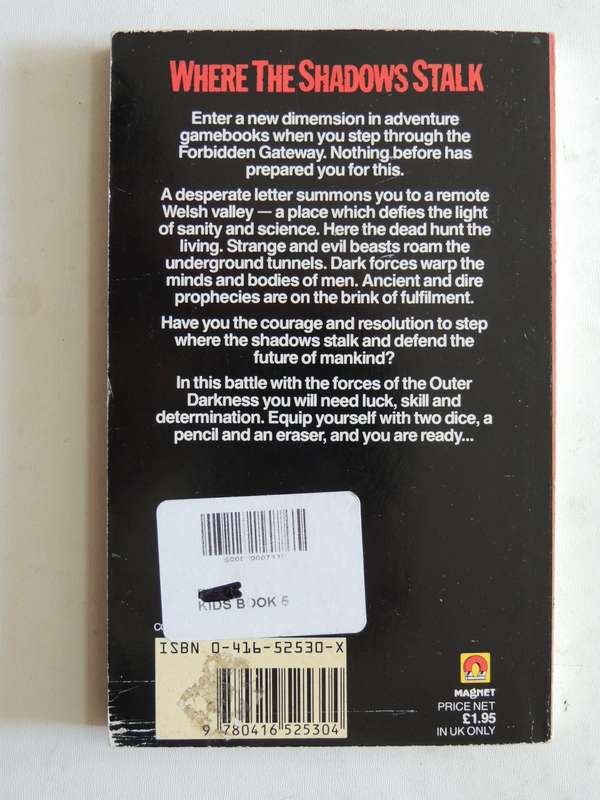 WHERE THE SHADOWS STALK
Enter a new dimemsion in adventure
gamebooks when you step through the
Forbidden Gateway. Nothing before has
prepared you for this.
A desperate letter summons you to a remote
Welsh valley — a place which defies the light
of sanity and science. Here the dead hunt the
living. Strange and evil beasts roam the
underground tunnels. Dark forces warp the
minds and bodies of men. Ancient and dire
prophecies are on the brink of fulfilment.
Have you the courage and resolution to step
where the shadows stalk and defend the
future of mankind?
In this battle with the forces of the Outer
Darkness you will need luck, skill and
determination. Equip yourself with two dice, a
pencil and an eraser, and you are ready...
KIDS BOOK 5
ISBN 0-416-52530-X
9 780416 525304
MAGNET
PRICE NET
£1.95
IN UK ONLY